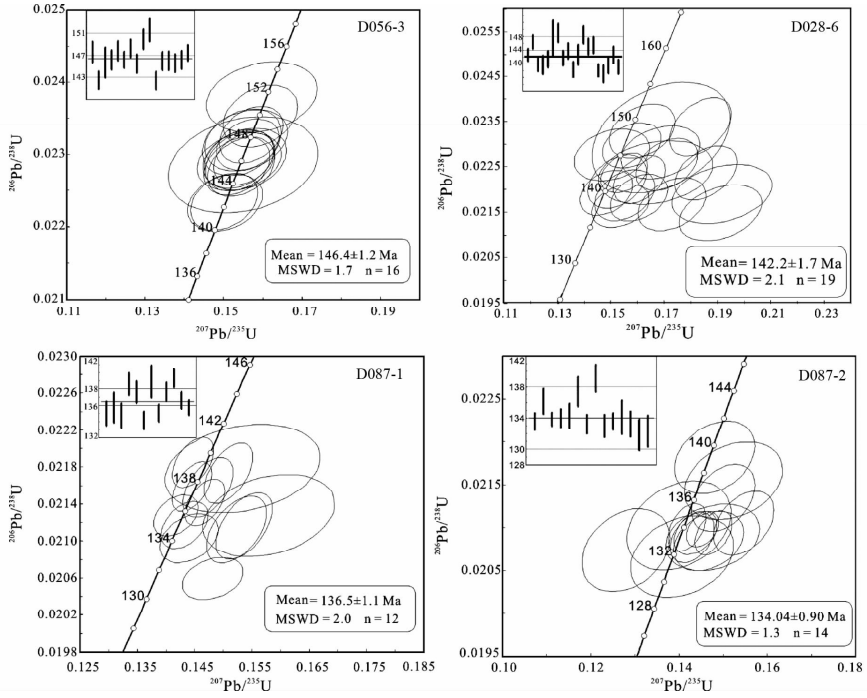 D056-3
0.025
0.024
0.023
0.022
0.021
206Pb/238U
151
147
143
156
152
148
144
140
136
Mean = 146.4±1.2 Ma
MSWD = 1.7 n = 16
0.11 0.13 0.15 0.17 0.19
207Pb/235U
D028-6
0.0255
0.0245
0.0235
0.0225
0.0215
0.0205
0.0195
206Pb/238U
148
144
140
160
150
140
130
Mean= 142.2±1.7 Ma
MSWD = 2.1 n = 19
0.11 0.13 0.15 0.17 0.19 0.21 0.23
207Pb/235U
D087-1
0.0230
0.0226
0.0222
0.0218
0.0214
0.0210
0.0206
0.0202
0.0198
206Pb/238U
142
138
136
132
146
142
138
134
130
Mean= 136.5±1.1 Ma
MSWD = 2.0 n = 12
0.125 0.135 0.145 0.155 0.165 0.175 0.185
207Pb/235U
D087-2
0.0225
0.0215
0.0205
0.0195
206Pb/238U
142
138
134
130
128
144
140
136
132
128
Mean = 134.04±0.90 Ma
MSWD = 1.3 n = 14
0.10 0.12 0.14 0.16 0.18
207Pb/235U